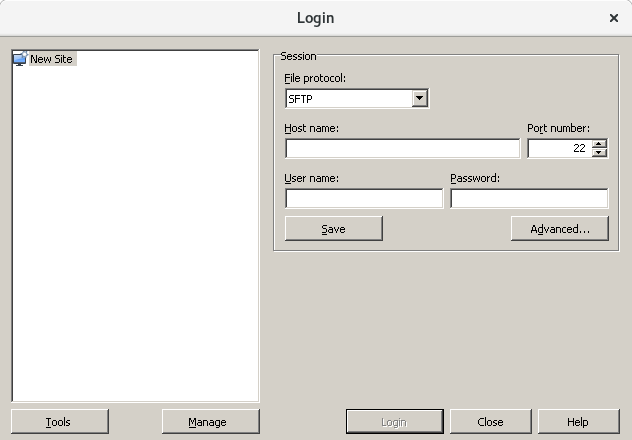 Login
New Site
Session
File protocol:
SFTP
Host name:
Port number:
22
User name:
Password:
Save
Advanced...
Tools
Manage
Login
Close
Help